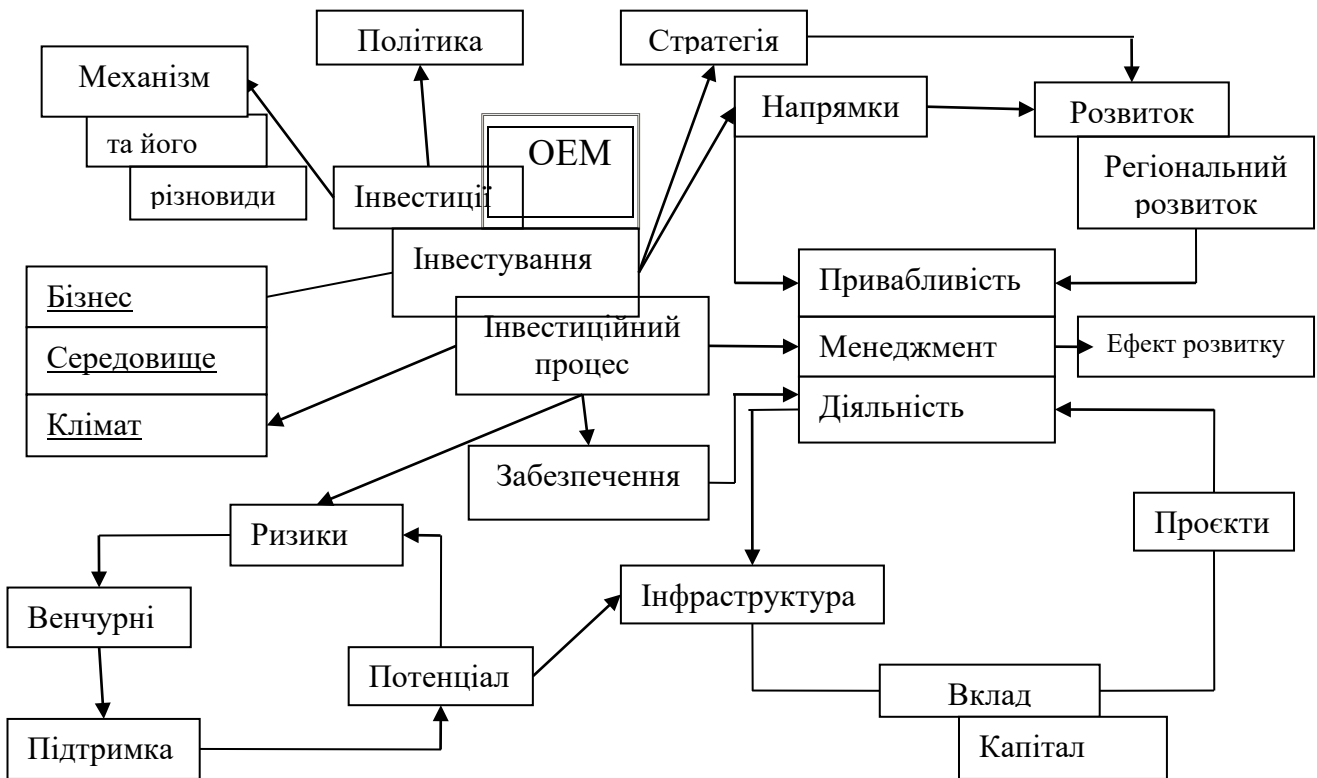 Політика
Стратегія
Механізм
та його
різновиди
Напрямки
Розвиток
Регіональний
розвиток
ОЕМ
Інвестиції
Інвестування
Інвестиційний
процес
Бізнес
Середовище
Клімат
Привабливість
Менеджмент
Діяльність
Ефект розвитку
Забезпечення
Проєкти
Ризики
Венчурні
Інфраструктура
Потенціал
Вклад
Капітал
Підтримка